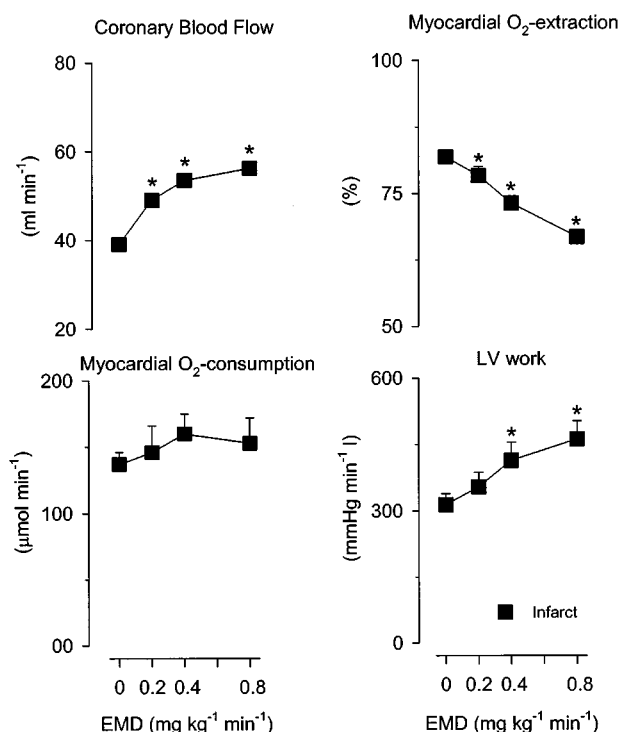 Coronary Blood Flow
80
60
40
20
(ml min⁻¹)
*
*
*
Myocardial O₂-extraction
100
75
50
(%)
*
*
*
Myocardial O₂-consumption
200
100
00
(μmol min⁻¹)
0 0.2 0.4 0.8
EMD (mg kg⁻¹ min⁻¹)
LV work
600
300
0
(mmHg min⁻¹ l)
*
*
Infarct
0 0.2 0.4 0.8
EMD (mg kg⁻¹ min⁻¹)